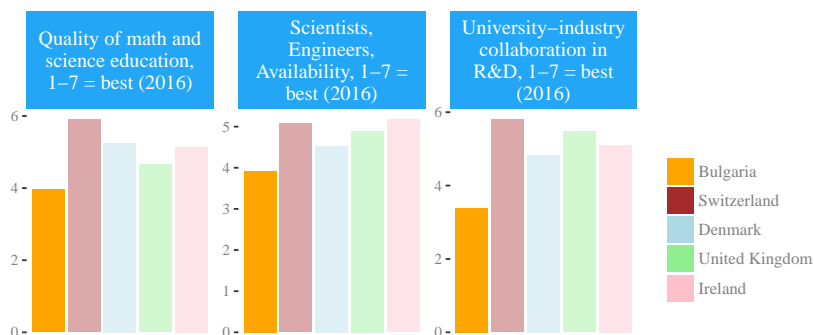 Quality of math and
science education,
1–7 = best (2016)
Scientists,
Engineers,
Availability, 1–7 =
best (2016)
University–industry
collaboration in
R&D, 1–7 = best
(2016)
6
4
2
0
5
4
3
2
1
0
6
4
2
0
Bulgaria
Switzerland
Denmark
United Kingdom
Ireland